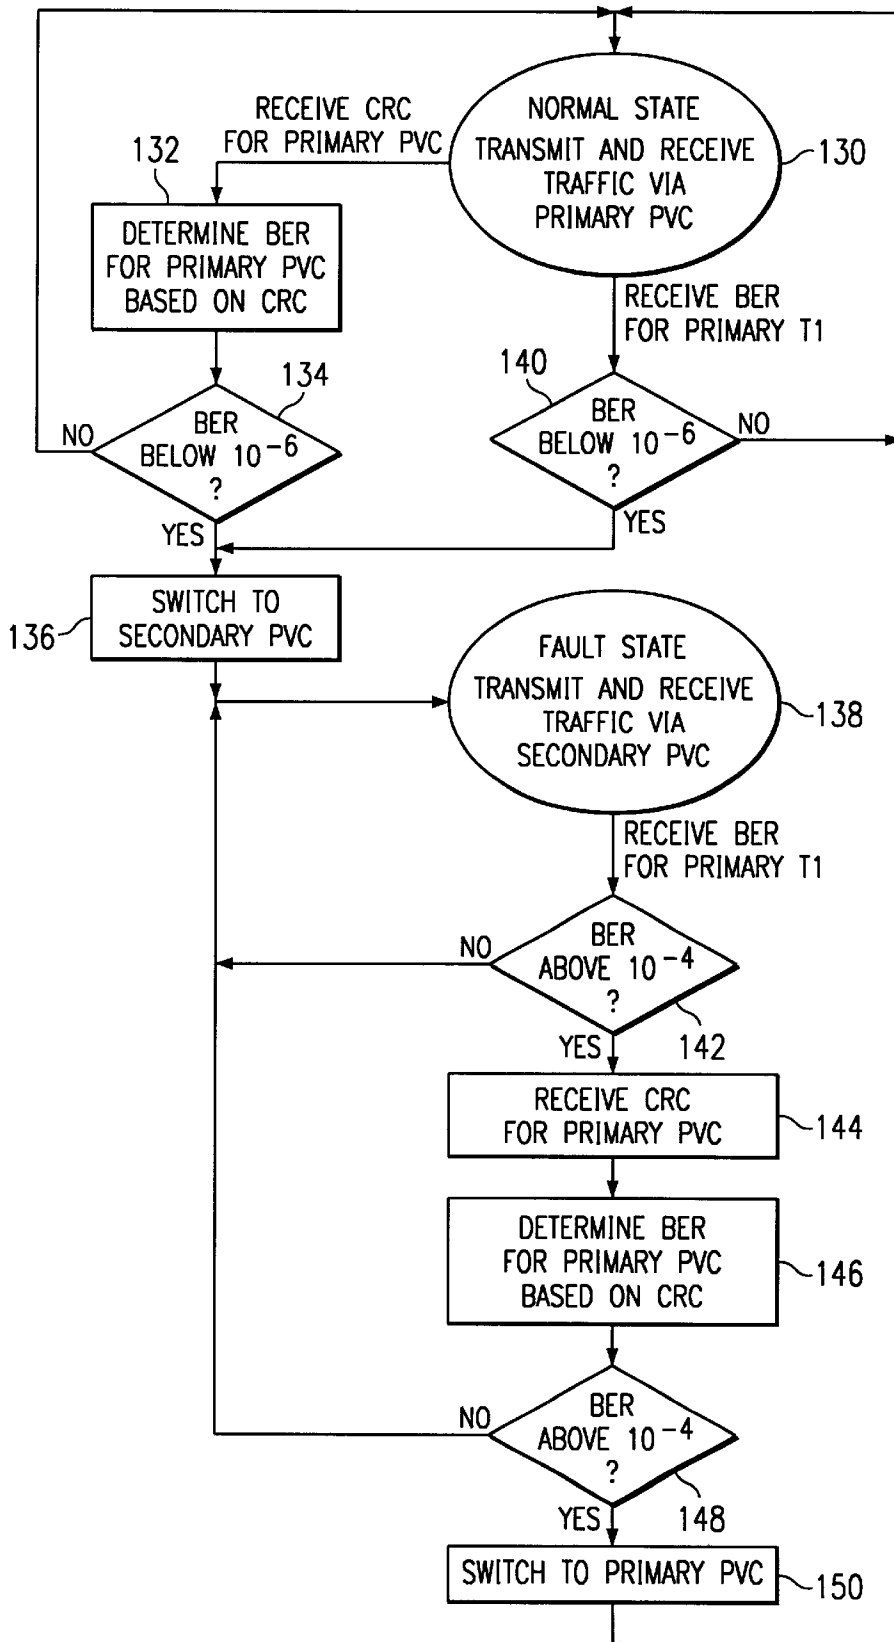 NORMAL STATE
TRANSMIT AND RECEIVE
TRAFFIC VIA
PRIMARY PVC
130
RECEIVE CRC
FOR PRIMARY PVC
132
DETERMINE BER
FOR PRIMARY PVC
BASED ON CRC
RECEIVE BER
FOR PRIMARY T1
134
BER
BELOW 10⁻⁶
?
NO
YES
140
BER
BELOW 10⁻⁶
?
NO
YES
SWITCH TO
SECONDARY PVC
136
FAULT STATE
TRANSMIT AND RECEIVE
TRAFFIC VIA
SECONDARY PVC
138
RECEIVE BER
FOR PRIMARY T1
BER
ABOVE 10⁻⁴
?
NO
YES
142
RECEIVE CRC
FOR PRIMARY PVC
144
DETERMINE BER
FOR PRIMARY PVC
BASED ON CRC
146
BER
ABOVE 10⁻⁴
?
NO
YES
148
SWITCH TO PRIMARY PVC
150